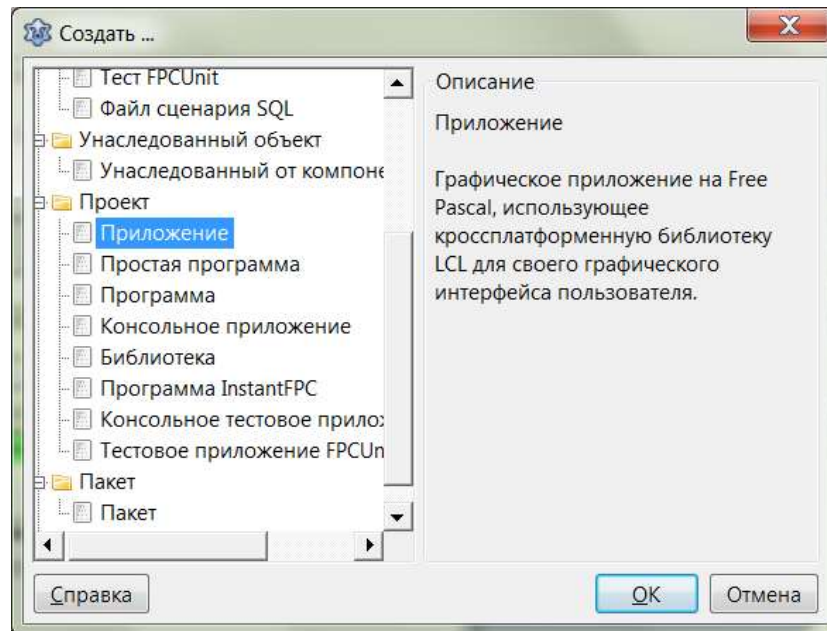 Создать ...
Тест FPCUnit
Файл сценария SQL
Унаследованный объект
Унаследованный от компоне
Проект
Приложение
Простая программа
Программа
Консольное приложение
Библиотека
Программа InstantFPC
Консольное тестовое прило
Тестовое приложение FPCUn
Пакет
Пакет
Описание
Приложение
Графическое приложение на Free
Pascal, использующее
кроссплатформенную библиотеку
LCL для своего графического
интерфейса пользователя.
Справка
OK
Отмена